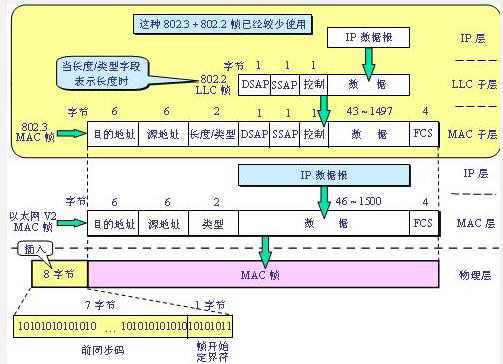 这种 802.3 + 802.2 帧已经较少使用
IP 数据报
IP 层
当长度/类型字段
表示长度时
字节 1 1 1
802.2
LLC 帧
DSAP SSAP 控制 数 据
LLC 子层
字节 6 6 2 1 1 1 43~1497 4
802.3
MAC 帧
目的地址 源地址 长度/类型 DSAP SSAP 控制 数 据 FCS
MAC 子层
IP 数据报
IP 层
字节 6 6 2 46~1500 4
以太网 V2
MAC 帧
目的地址 源地址 类型 数 据 FCS
MAC 层
插入
8 字节
MAC 帧
物理层
7 字节 1 字节
10101010101010 … 10101010101010101011
前同步码
帧开始
定界符